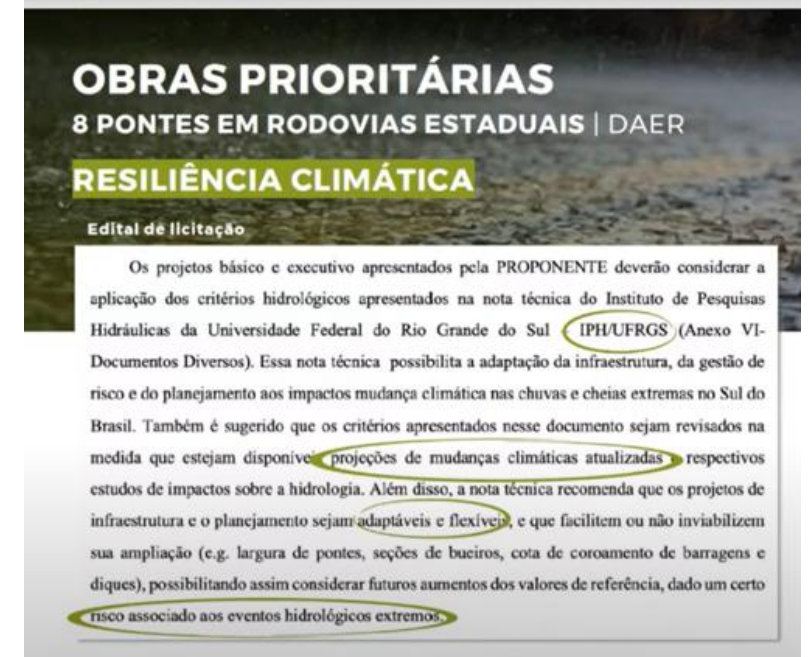 OBRAS PRIORITÁRIAS
8 PONTES EM RODOVIAS ESTADUAIS | DAER
RESILIÊNCIA CLIMÁTICA
Edital de licitação
Os projetos básico e executivo apresentados pela PROPONENTE deverão considerar a
aplicação dos critérios hidrológicos apresentados na nota técnica do Instituto de Pesquisas
Hidráulicas da Universidade Federal do Rio Grande do Sul - IPH/UFRGS (Anexo VI-
Documentos Diversos). Essa nota técnica possibilita a adaptação da infraestrutura, da gestão de
risco e do planejamento aos impactos mudança climática nas chuvas e cheias extremas no Sul do
Brasil. Também é sugerido que os critérios apresentados nesse documento sejam revisados na
medida que estejam disponíveis projeções de mudanças climáticas atualizadas e respectivos
estudos de impactos sobre a hidrologia. Além disso, a nota técnica recomenda que os projetos de
infraestrutura e o planejamento sejam adaptáveis e flexíveis, e que facilitem ou não inviabilizem
sua ampliação (e.g. largura de pontes, seções de bueiros, cota de coroamento de barragens e
diques), possibilitando assim considerar futuros aumentos dos valores de referência, dado um certo
risco associado aos eventos hidrológicos extremos.